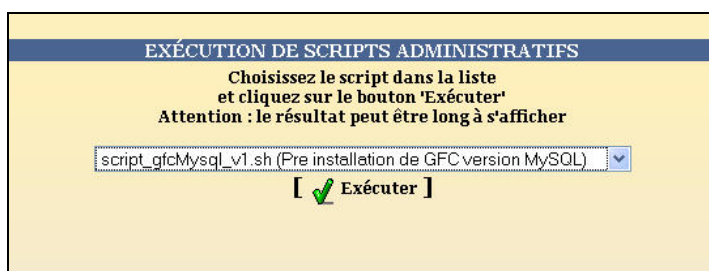 EXÉCUTION DE SCRIPTS ADMINISTRATIFS
Choisissez le script dans la liste
et cliquez sur le bouton 'Exécuter'
Attention : le résultat peut être long à s'afficher
script_gfcMysql_v1.sh (Pre installation de GFC version MySQL)
[ Exécuter ]